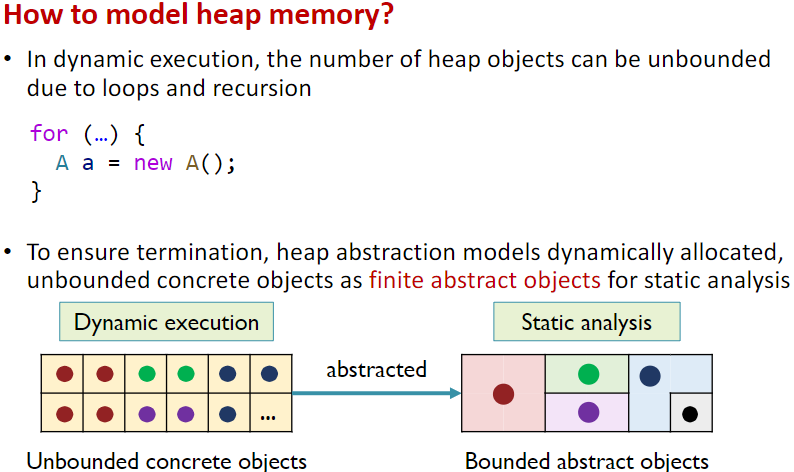 How to model heap memory?
• In dynamic execution, the number of heap objects can be unbounded
due to loops and recursion
for (…) {
A a = new A();
}
• To ensure termination, heap abstraction models dynamically allocated,
unbounded concrete objects as finite abstract objects for static analysis
Dynamic execution
Static analysis
abstracted
...
Unbounded concrete objects
Bounded abstract objects